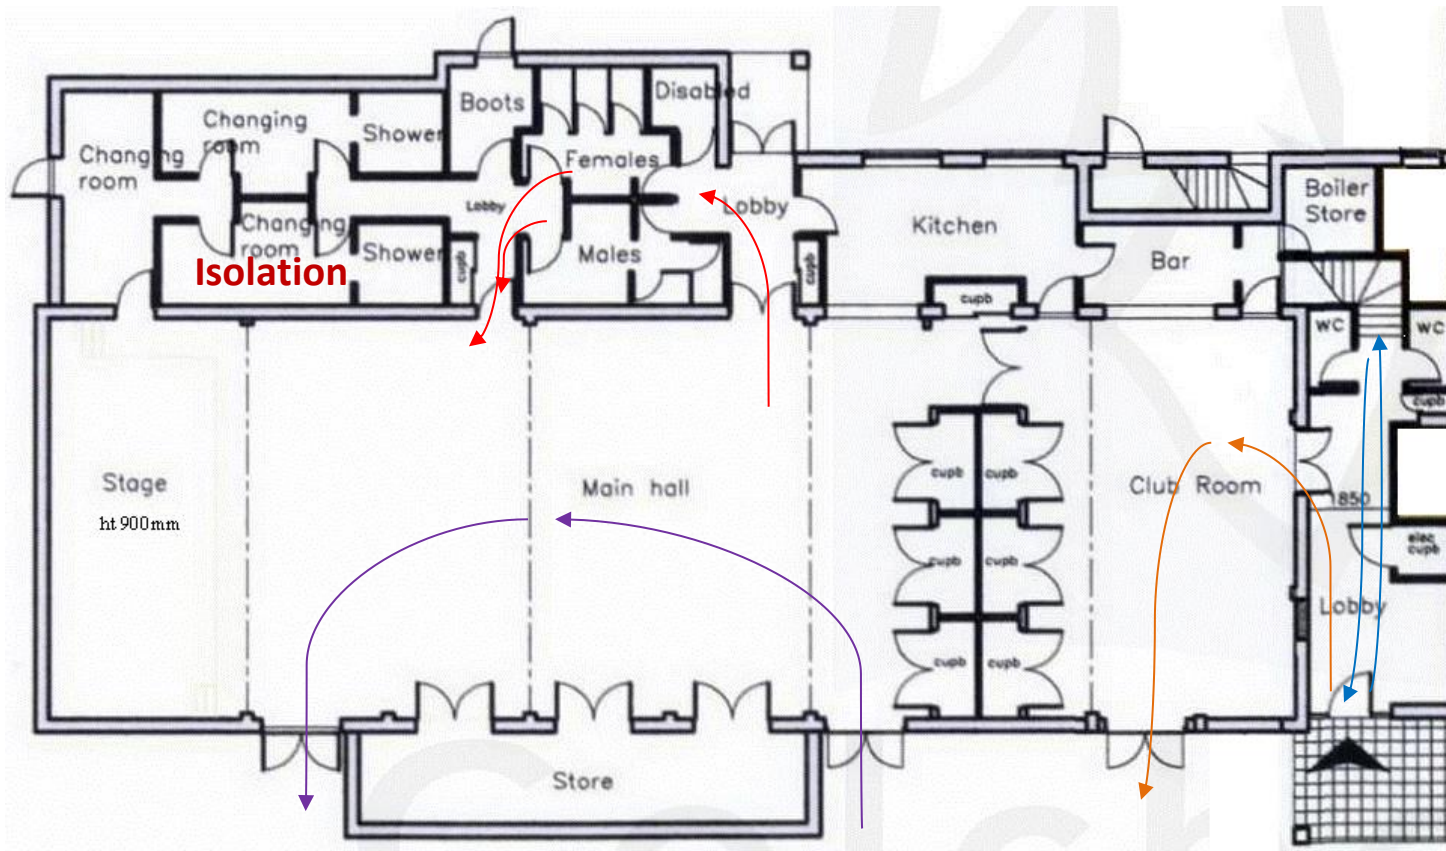 Disabled
Boots
Changing
room
Shower
Changing
room
Females
Lobby
Lobby
Boiler
Store
Kitchen
Changing
room
Shower
Males
cupb
cupb
Bar
Isolation
cupb
WC
WC
cupb
Stage
ht 900mm
Main hall
cupb
cupb
Club Room
1850
elec
cupb
cupb
cupb
Lobby
cupb
cupb
Store